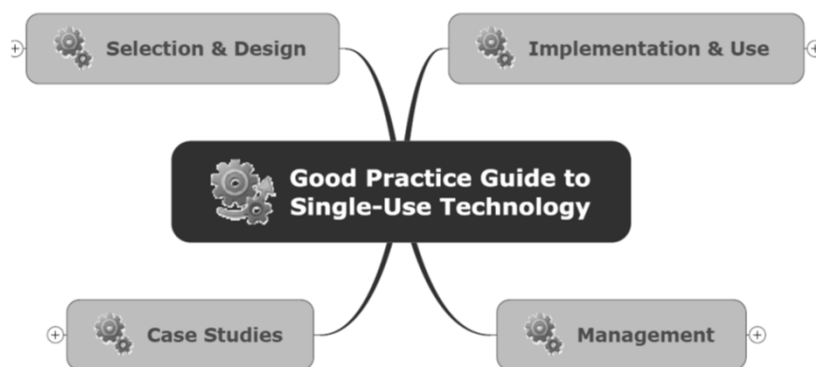 Selection & Design
Implementation & Use
Good Practice Guide to
Single-Use Technology
Case Studies
Management